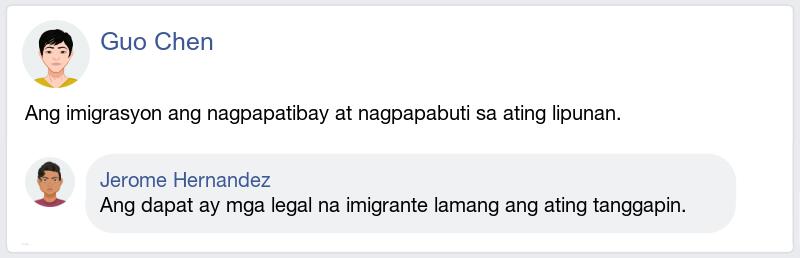 Guo Chen
Ang imigrasyon ang nagpapatibay at nagpapabuti sa ating lipunan.
Jerome Hernandez
Ang dapat ay mga legal na imigrante lamang ang ating tanggapin.